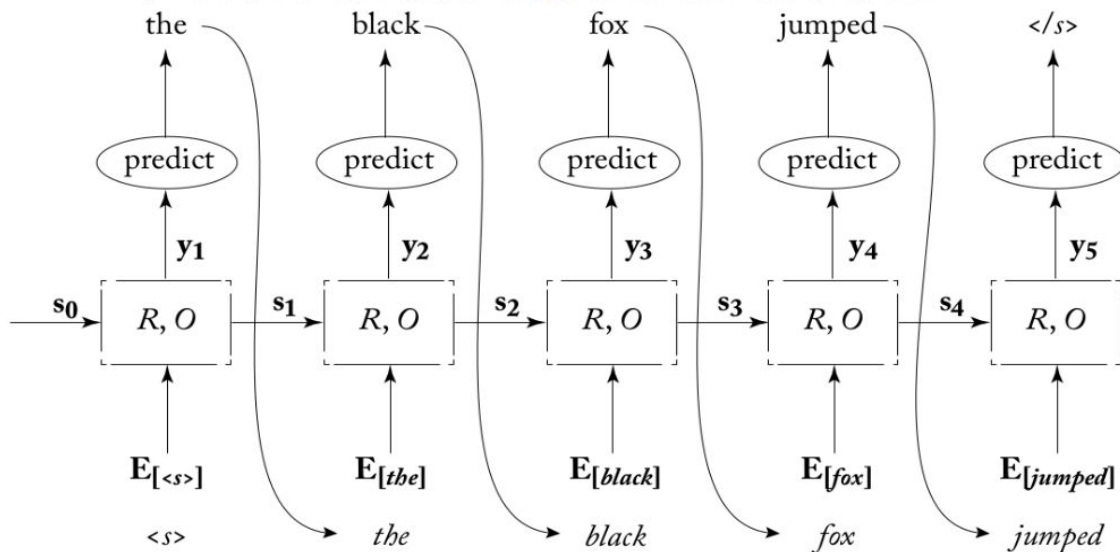 the black fox jumped </s>
predict predict predict predict predict
y1 y2 y3 y4 y5
s0 R, O s1 R, O s2 R, O s3 R, O s4 R, O
E[<s>] E[the] E[black] E[fox] E[jumped]
<s> the black fox jumped